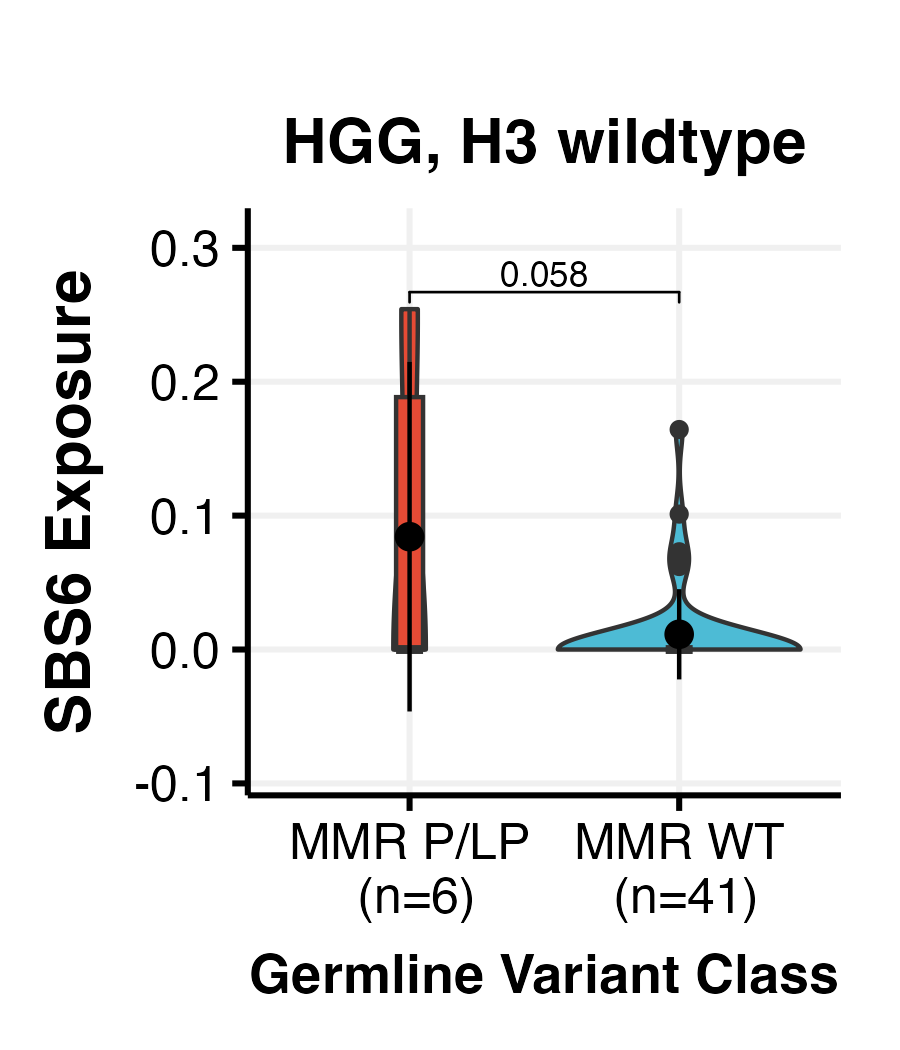 HGG, H3 wildtype
SBS6 Exposure
0.3
0.2
0.1
0.0
-0.1
0.058
MMR P/LP
(n=6)
MMR WT
(n=41)
Germline Variant Class